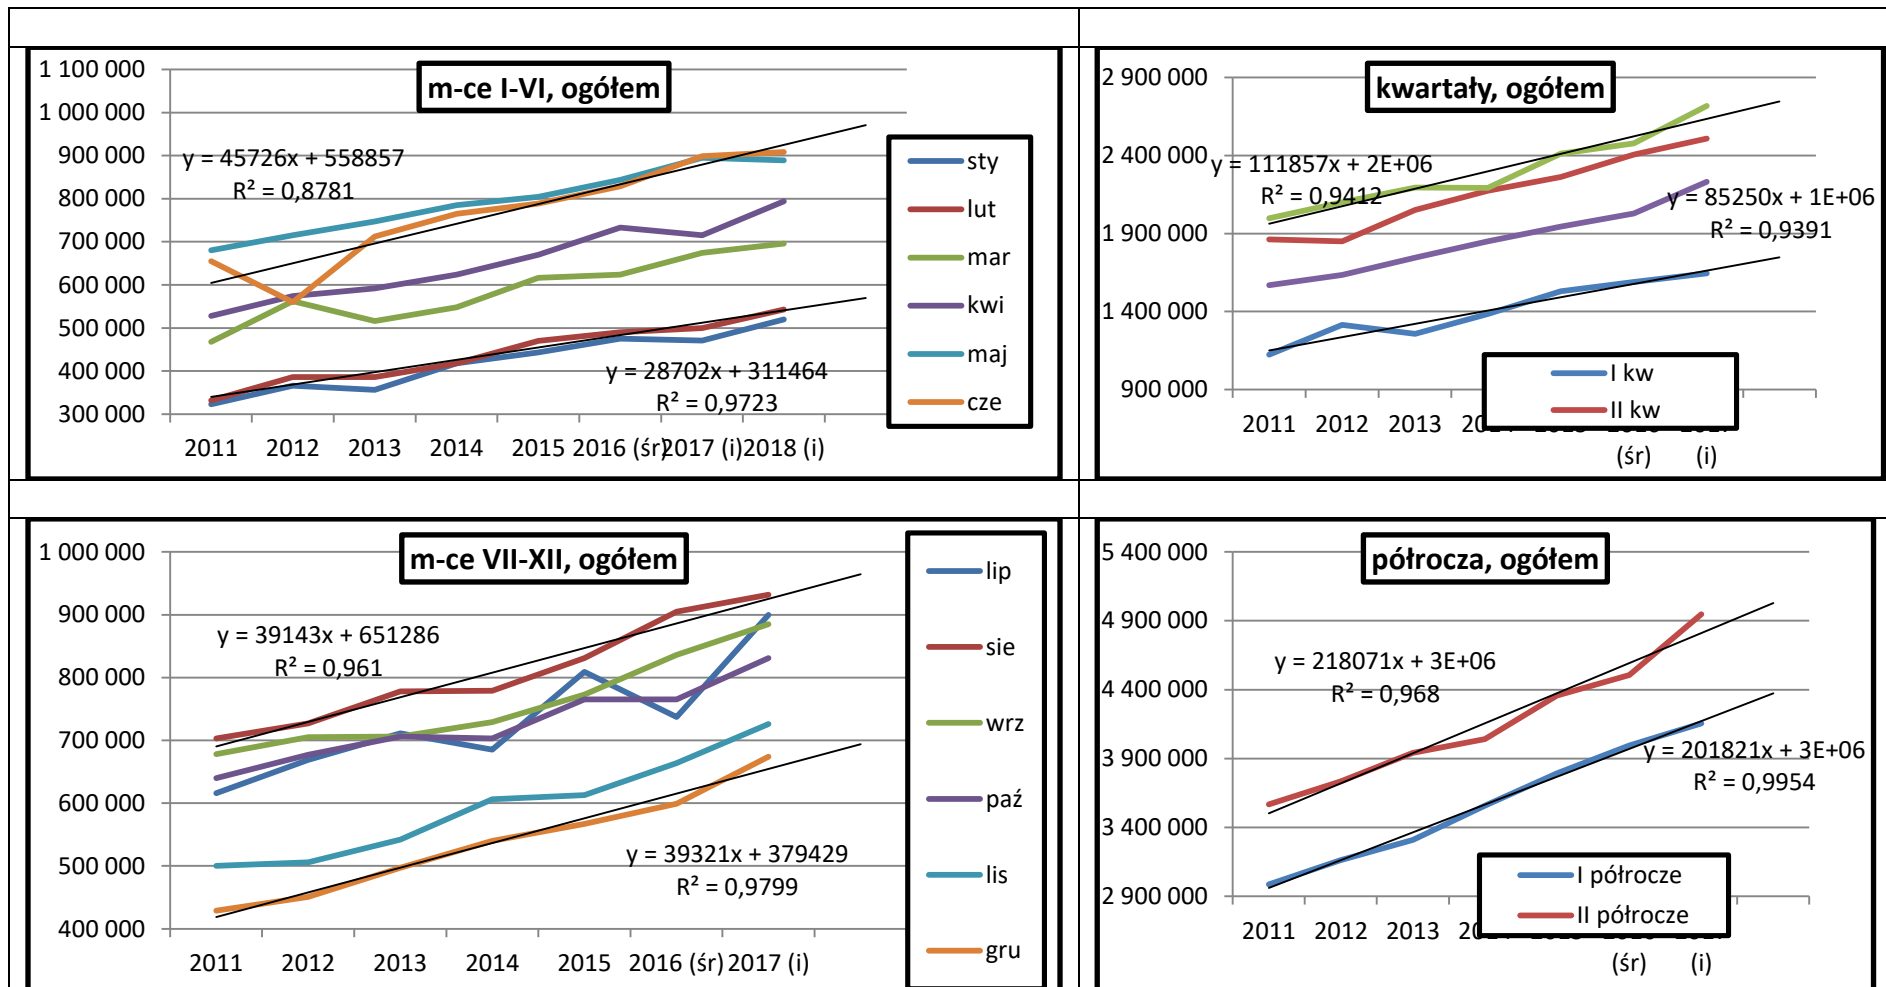 m-ce I-VI, ogółem
1 100 000
1 000 000
900 000
800 000
700 000
600 000
500 000
400 000
300 000
y = 45726x + 558857
R² = 0,8781
y = 28702x + 311464
R² = 0,9723
2011 2012 2013 2014 2015 2016 (śr) 2017 (i) 2018 (i)
sty
lut
mar
kwi
maj
cze
kwartały, ogółem
2 900 000
2 400 000
1 900 000
1 400 000
900 000
y = 111857x + 2E+06
R² = 0,9412
y = 85250x + 1E+06
R² = 0,9391
I kw
II kw
2011 2012 2013
(śr) (i)
m-ce VII-XII, ogółem
1 000 000
900 000
800 000
700 000
600 000
500 000
400 000
y = 39143x + 651286
R² = 0,961
y = 39321x + 379429
R² = 0,9799
2011 2012 2013 2014 2015 2016 (śr) 2017 (i)
lip
sie
wrz
paź
lis
gru
półrocza, ogółem
5 400 000
4 900 000
4 400 000
3 900 000
3 400 000
2 900 000
y = 218071x + 3E+06
R² = 0,968
y = 201821x + 3E+06
R² = 0,9954
I półrocze
II półrocze
2011 2012 2013
(śr) (i)